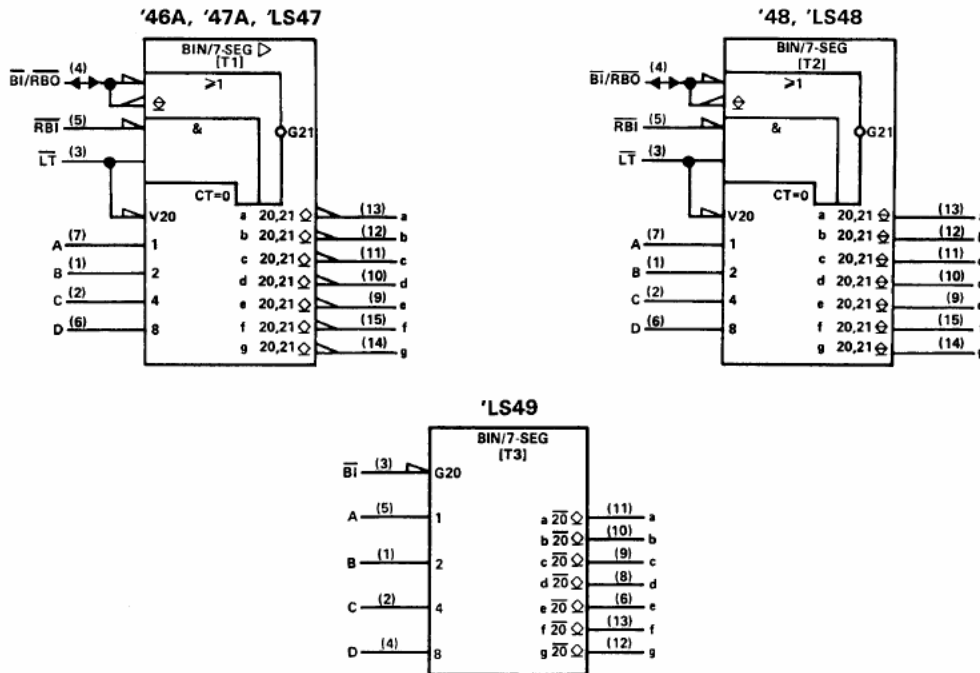 '46A, '47A, 'LS47
BIN/7-SEG ▷
[T1]
BI/RBO (4)
≥1
RBI (5)
&
G21
LT (3)
CT=0
V20
a 20,21 (13) a
A (7) 1
b 20,21 (12) b
B (1) 2
c 20,21 (11) c
C (2) 4
d 20,21 (10) d
D (6) 8
e 20,21 (9) e
f 20,21 (15) f
g 20,21 (14) g
'48, 'LS48
BIN/7-SEG
[T2]
BI/RBO (4)
≥1
RBI (5)
&
G21
LT (3)
CT=0
V20
a 20,21 (13)
A (7) 1
b 20,21 (12)
B (1) 2
c 20,21 (11)
C (2) 4
d 20,21 (10)
D (6) 8
e 20,21 (9)
f 20,21 (15)
g 20,21 (14)
'LS49
BIN/7-SEG
[T3]
BI (3) G20
A (5) 1
a 20 (11) a
b 20 (10) b
B (1) 2
c 20 (9) c
d 20 (8) d
C (2) 4
e 20 (6) e
f 20 (13) f
D (4) 8
g 20 (12) g